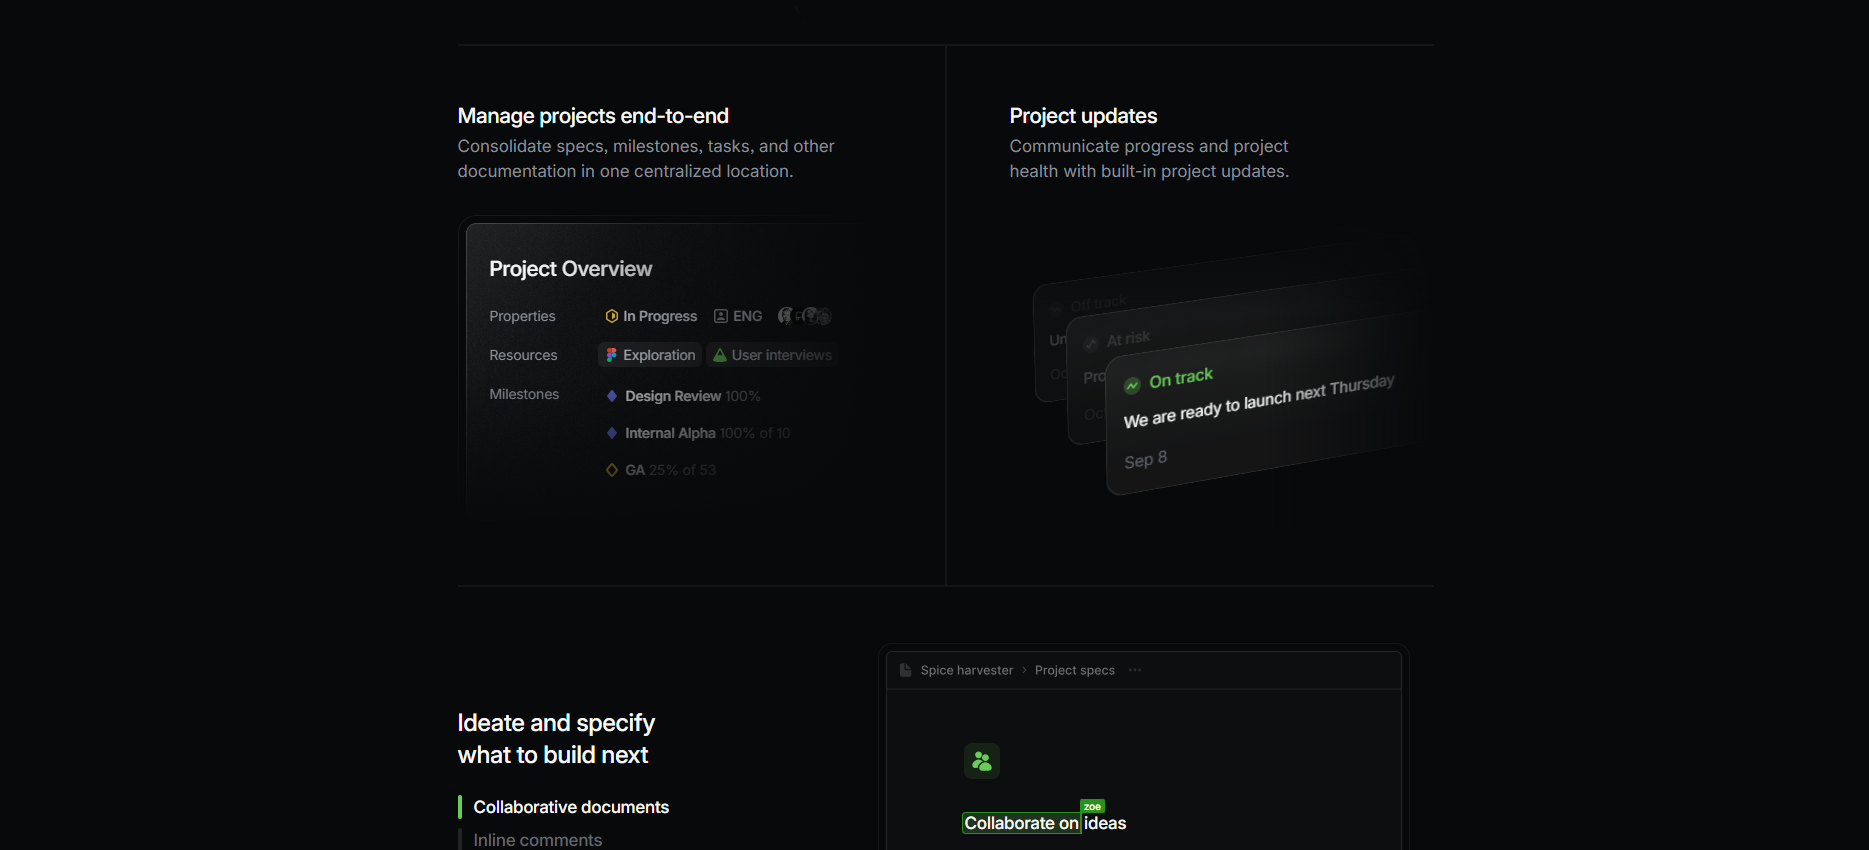 Manage projects end-to-end
Consolidate specs, milestones, tasks, and other
documentation in one centralized location.
Project Overview
Properties
In Progress
ENG
Resources
Exploration
User interviews
Milestones
Design Review 100%
Internal Alpha 100% of 10
GA 25% of 53
Project updates
Communicate progress and project
health with built-in project updates.
Off track
Un
Oc
At risk
Pro
Oct
On track
We are ready to launch next Thursday
Sep 8
Ideate and specify
what to build next
Collaborative documents
Inline comments
Spice harvester › Project specs ···
zoe
Collaborate on ideas